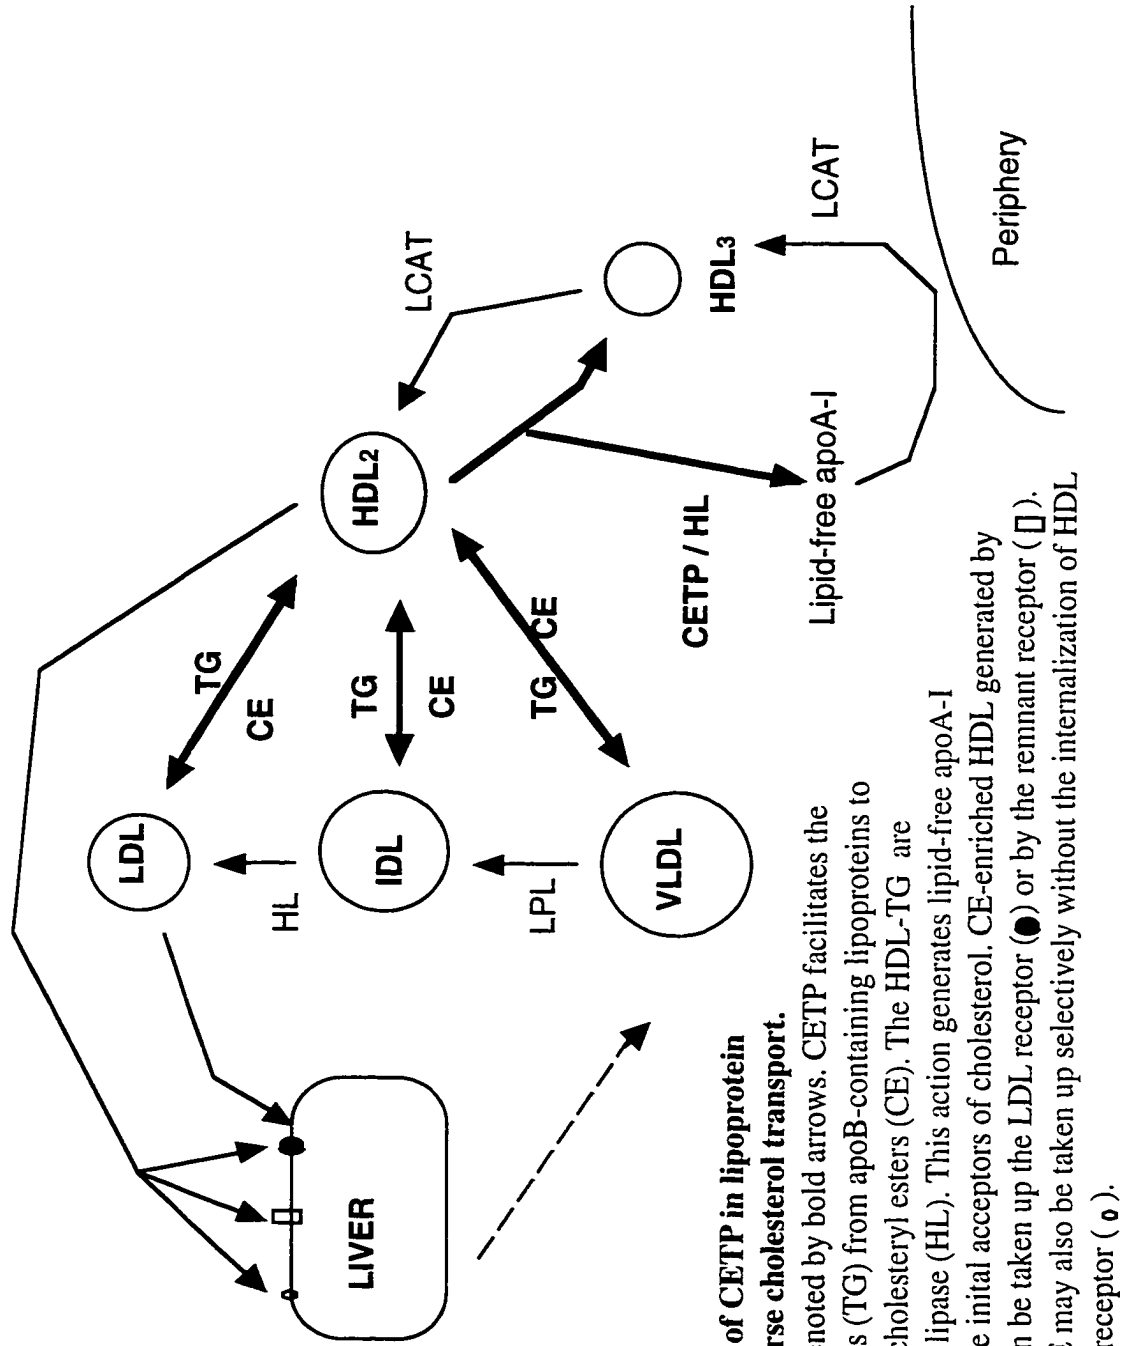 LIVER
LDL
HL
IDL
LPL
VLDL
TG
CE
TG
CE
TG
CE
HDL2
LCAT
HDL3
LCAT
CETP / HL
Lipid-free apoA-I
Periphery
of CETP in lipoprotein
rse cholesterol transport.
noted by bold arrows. CETP facilitates the
s (TG) from apoB-containing lipoproteins to
cholesteryl esters (CE). The HDL-TG are
lipase (HL). This action generates lipid-free apoA-I
e inital acceptors of cholesterol. CE-enriched HDL generated by
n be taken up the LDL receptor ( ) or by the remnant receptor ( ).
E may also be taken up selectively without the internalization of HDL
receptor ( ).